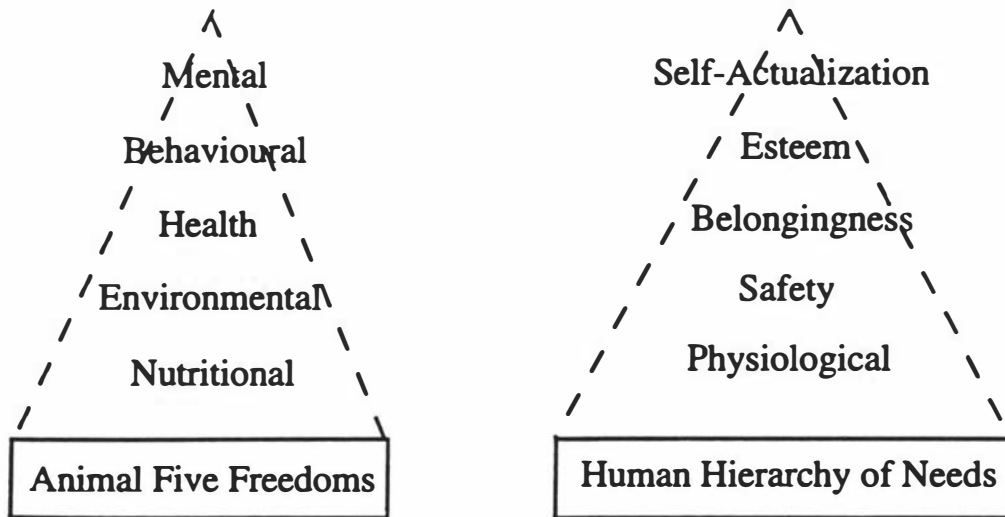 Mental
Behavioural
Health
Environmental
Nutritional
Animal Five Freedoms
Self-Actualization
Esteem
Belongingness
Safety
Physiological
Human Hierarchy of Needs